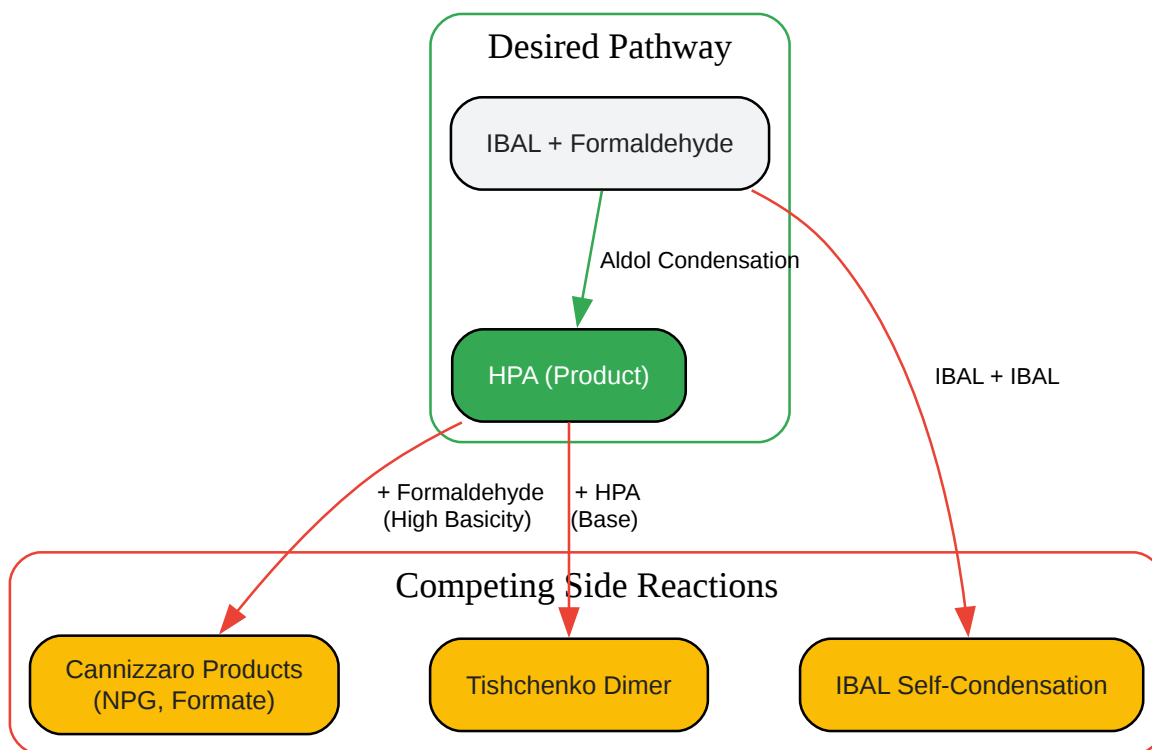 Desired Pathway
IBAL + Formaldehyde
Aldol Condensation
HPA (Product)
IBAL + IBAL
+ Formaldehyde
(High Basicity)
+ HPA
(Base)
Competing Side Reactions
Cannizzaro Products
(NPG, Formate)
Tishchenko Dimer
IBAL Self-Condensation